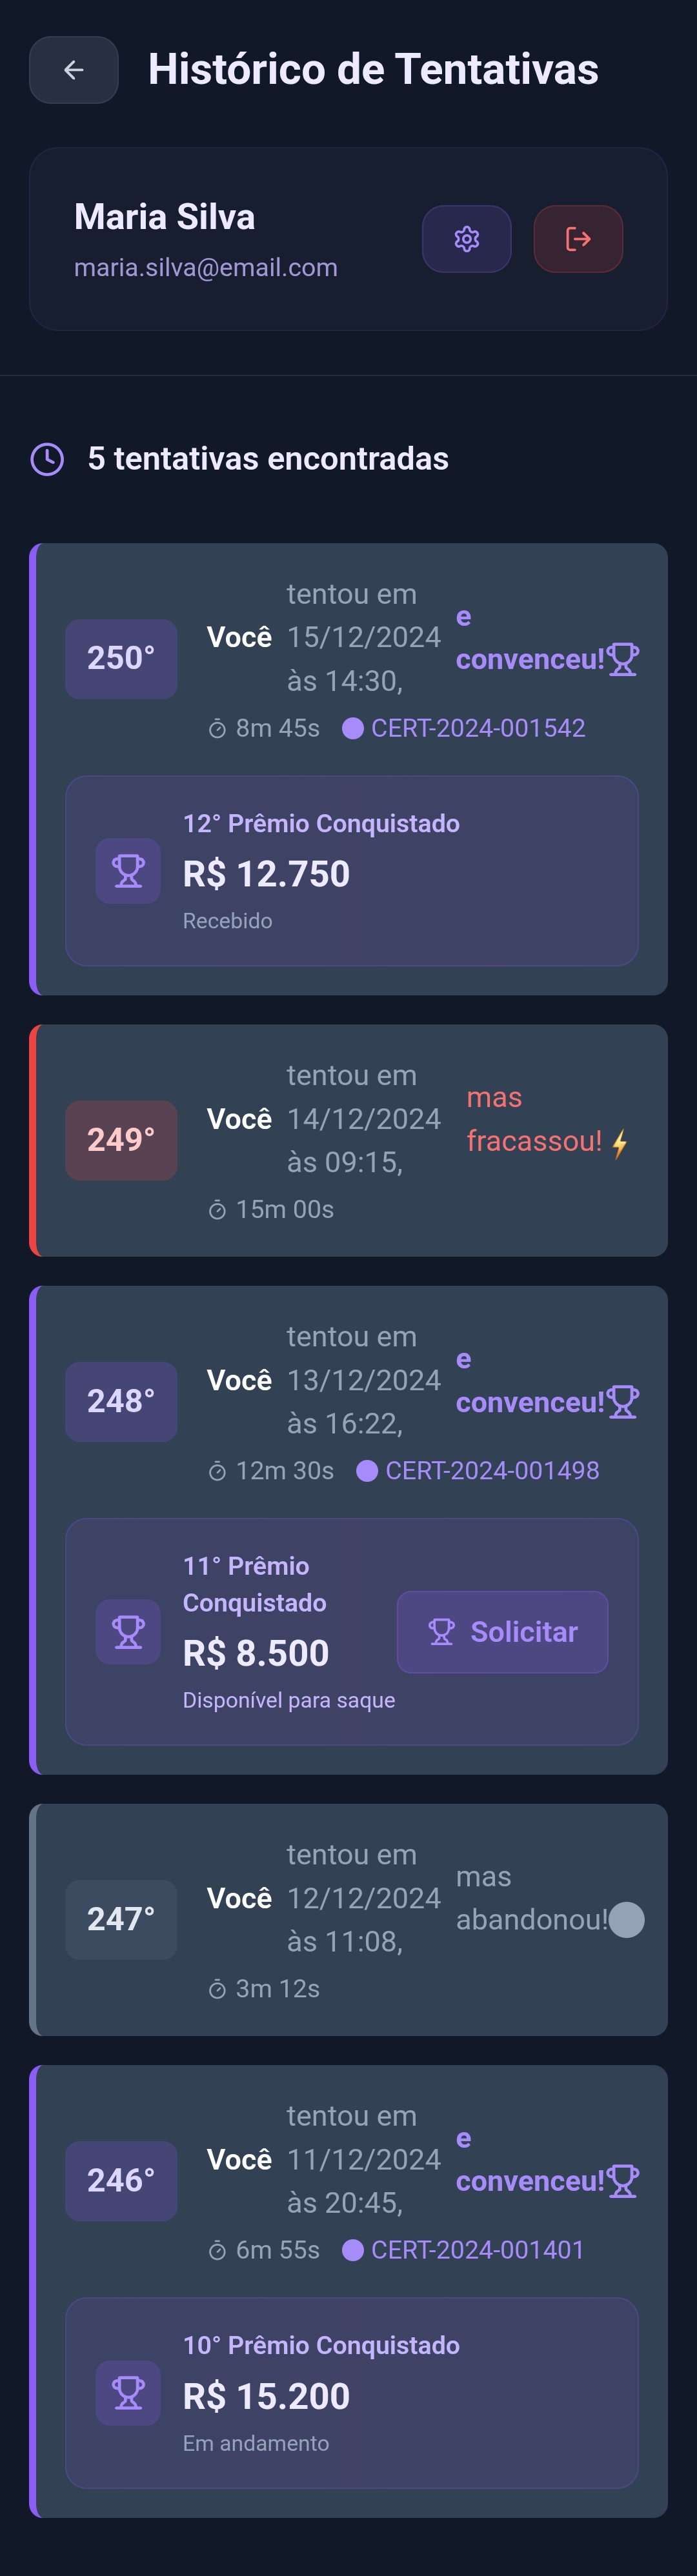 Histórico de Tentativas
Maria Silva
maria.silva@email.com
5 tentativas encontradas
250°
Você
tentou em
15/12/2024
às 14:30,
e
convenceu!
8m 45s CERT-2024-001542
12° Prêmio Conquistado
R$ 12.750
Recebido
249°
Você
tentou em
14/12/2024
às 09:15,
mas
fracassou! ⚡
15m 00s
248°
Você
tentou em
13/12/2024
às 16:22,
e
convenceu!
12m 30s CERT-2024-001498
11° Prêmio
Conquistado
R$ 8.500
Disponível para saque
Solicitar
247°
Você
tentou em
12/12/2024
às 11:08,
mas
abandonou!
3m 12s
246°
Você
tentou em
11/12/2024
às 20:45,
e
convenceu!
6m 55s CERT-2024-001401
10° Prêmio Conquistado
R$ 15.200
Em andamento